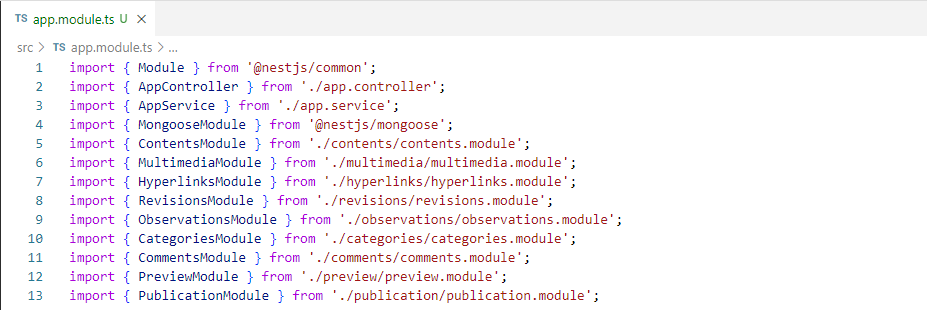 TS app.module.ts U ×
src > TS app.module.ts > ...
1 import { Module } from '@nestjs/common';
2 import { AppController } from './app.controller';
3 import { AppService } from './app.service';
4 import { MongooseModule } from '@nestjs/mongoose';
5 import { ContentsModule } from './contents/contents.module';
6 import { MultimediaModule } from './multimedia/multimedia.module';
7 import { HyperlinksModule } from './hyperlinks/hyperlinks.module';
8 import { RevisionsModule } from './revisions/revisions.module';
9 import { ObservationsModule } from './observations/observations.module';
10 import { CategoriesModule } from './categories/categories.module';
11 import { CommentsModule } from './comments/comments.module';
12 import { PreviewModule } from './preview/preview.module';
13 import { PublicationModule } from './publication/publication.module';